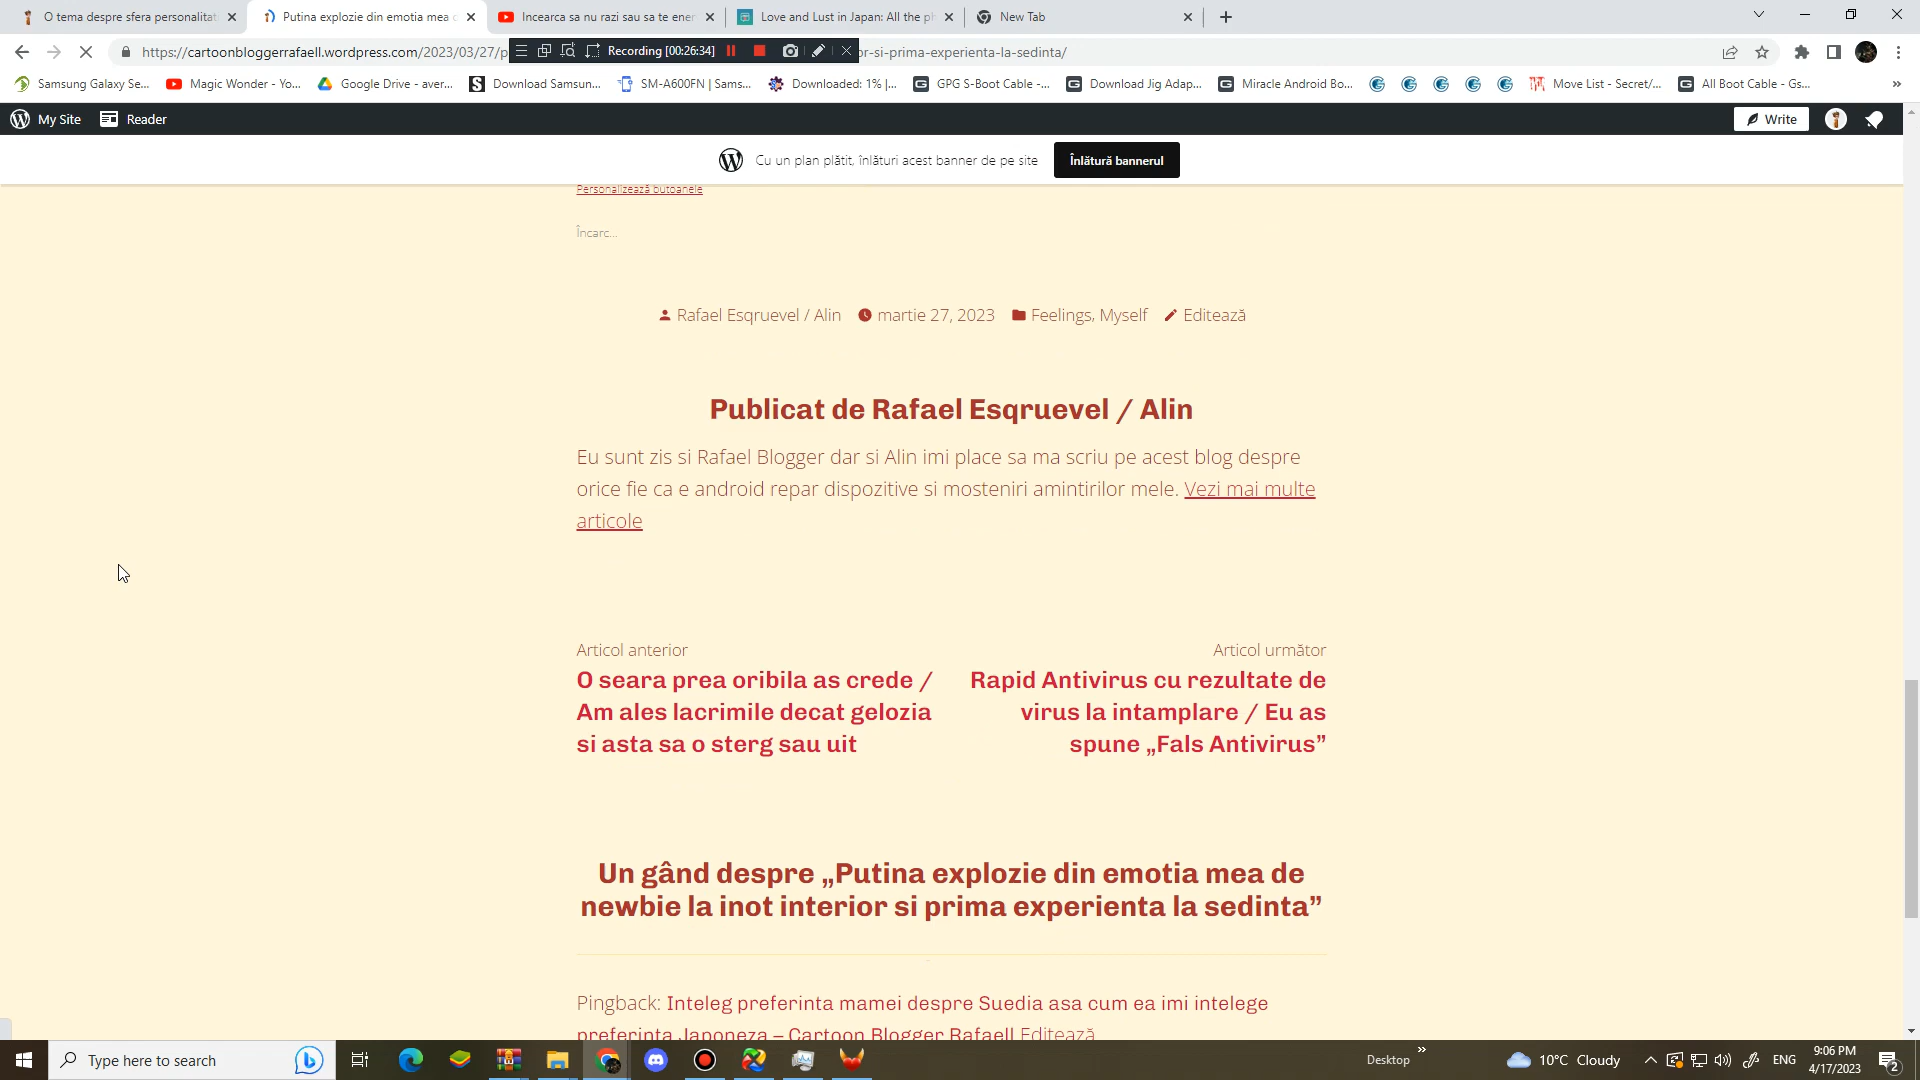 O tema despre sfera personalitat
Putina explozie din emotia mea d
Incearca sa nu razi sau sa te ener
Love and Lust in Japan: All the ph
New Tab
https://cartoonbloggerrafaell.wordpress.com/2023/03/27/p
Recording [00:26:34]
or-si-prima-experienta-la-sedinta/
Samsung Galaxy Se...
Magic Wonder - Yo...
Google Drive - aver...
Download Samsun...
SM-A600FN | Sams...
Downloaded: 1% |...
GPG S-Boot Cable -...
Download Jig Adap...
Miracle Android Bo...
Move List - Secret/...
All Boot Cable - Gs...
My Site
Reader
Write
Cu un plan plătit, înlături acest banner de pe site
Înlătură bannerul
Personalizează butoanele
Încarc...
Rafael Esqruevel / Alin martie 27, 2023 Feelings, Myself Editează
Publicat de Rafael Esqruevel / Alin
Eu sunt zis si Rafael Blogger dar si Alin imi place sa ma scriu pe acest blog despre
orice fie ca e android repar dispozitive si mosteniri amintirilor mele. Vezi mai multe
articole
Articol anterior
O seara prea oribila as crede /
Am ales lacrimile decat gelozia
si asta sa o sterg sau uit
Articol următor
Rapid Antivirus cu rezultate de
virus la intamplare / Eu as
spune „Fals Antivirus”
Un gând despre „Putina explozie din emotia mea de
newbie la inot interior si prima experienta la sedinta”
Pingback: Inteleg preferinta mamei despre Suedia asa cum ea imi intelege
preferinta Japoneza – Cartoon Blogger Rafaell Editează
Type here to search
Desktop
10°C Cloudy
ENG
9:06 PM
4/17/2023
2